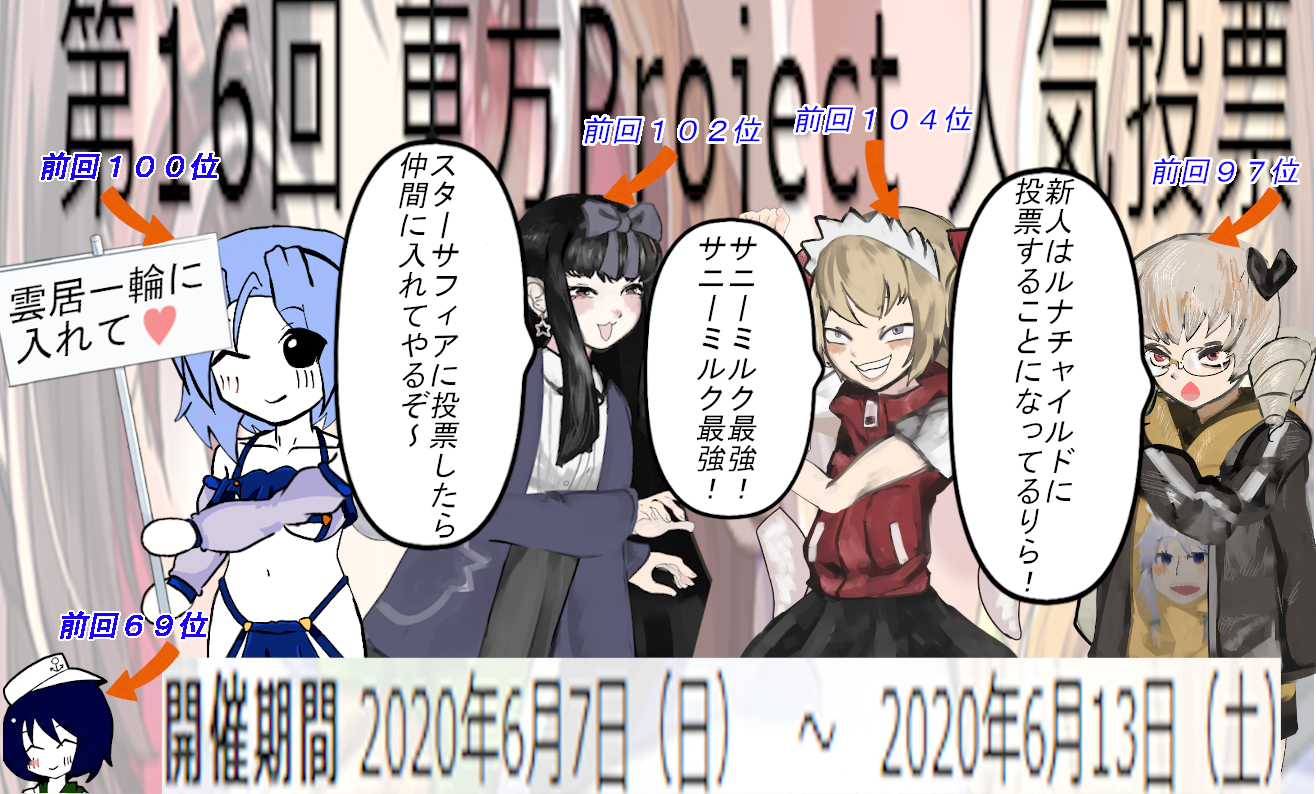 第16回 東方Project 人気投票
前回１００位
前回１０２位
前回１０４位
前回９７位
雲居一輪に
入れて♥
スターサフィアに投票したら
仲間に入れてやるぞ～
サニーミルク最強！
サニーミルク最強！
新人はルナチャイルドに
投票することになってるりら！
前回６９位
開催期間 2020年6月7日（日） ～ 2020年6月13日（土）